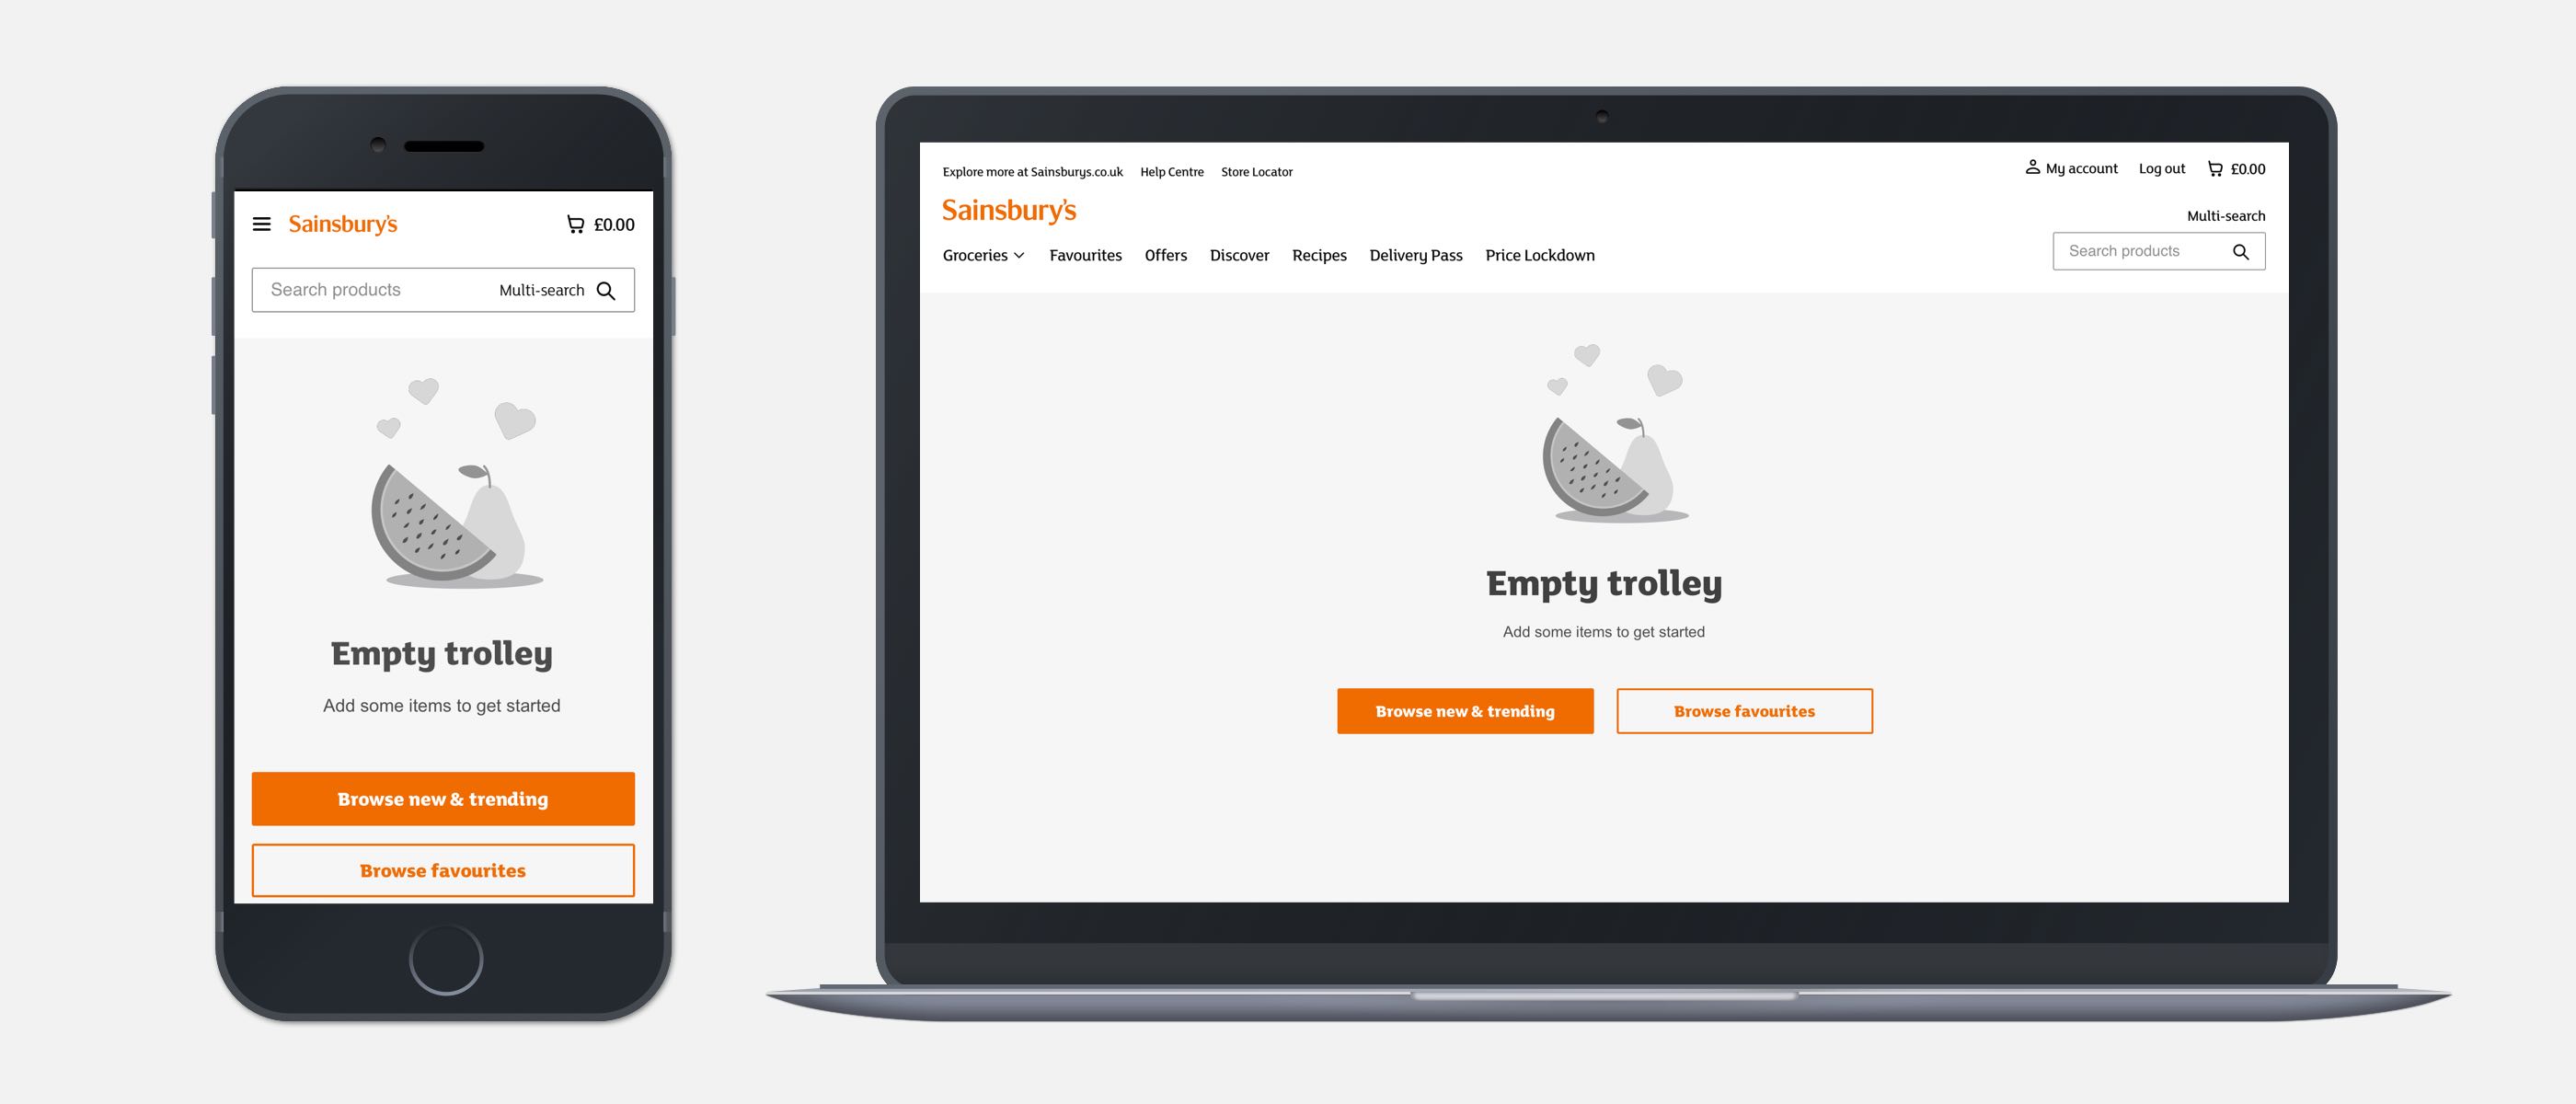 Sainsbury's
£0.00
Search products
Multi-search
Empty trolley
Add some items to get started
Browse new & trending
Browse favourites
Explore more at Sainsburys.co.uk Help Centre Store Locator
My account Log out £0.00
Sainsbury's
Multi-search
Groceries Favourites Offers Discover Recipes Delivery Pass Price Lockdown
Search products
Empty trolley
Add some items to get started
Browse new & trending
Browse favourites